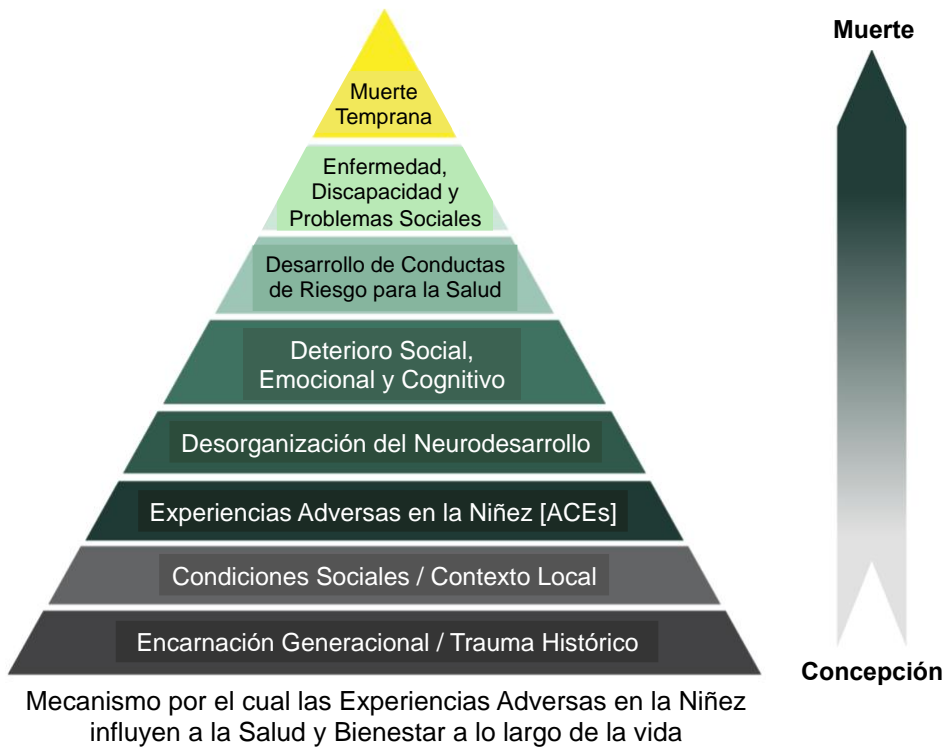 Muerte
Muerte
Temprana
Enfermedad,
Discapacidad y
Problemas Sociales
Desarrollo de Conductas
de Riesgo para la Salud
Deterioro Social,
Emocional y Cognitivo
Desorganización del Neurodesarrollo
Experiencias Adversas en la Niñez [ACEs]
Condiciones Sociales / Contexto Local
Encarnación Generacional / Trauma Histórico
Concepción
Mecanismo por el cual las Experiencias Adversas en la Niñez
influyen a la Salud y Bienestar a lo largo de la vida